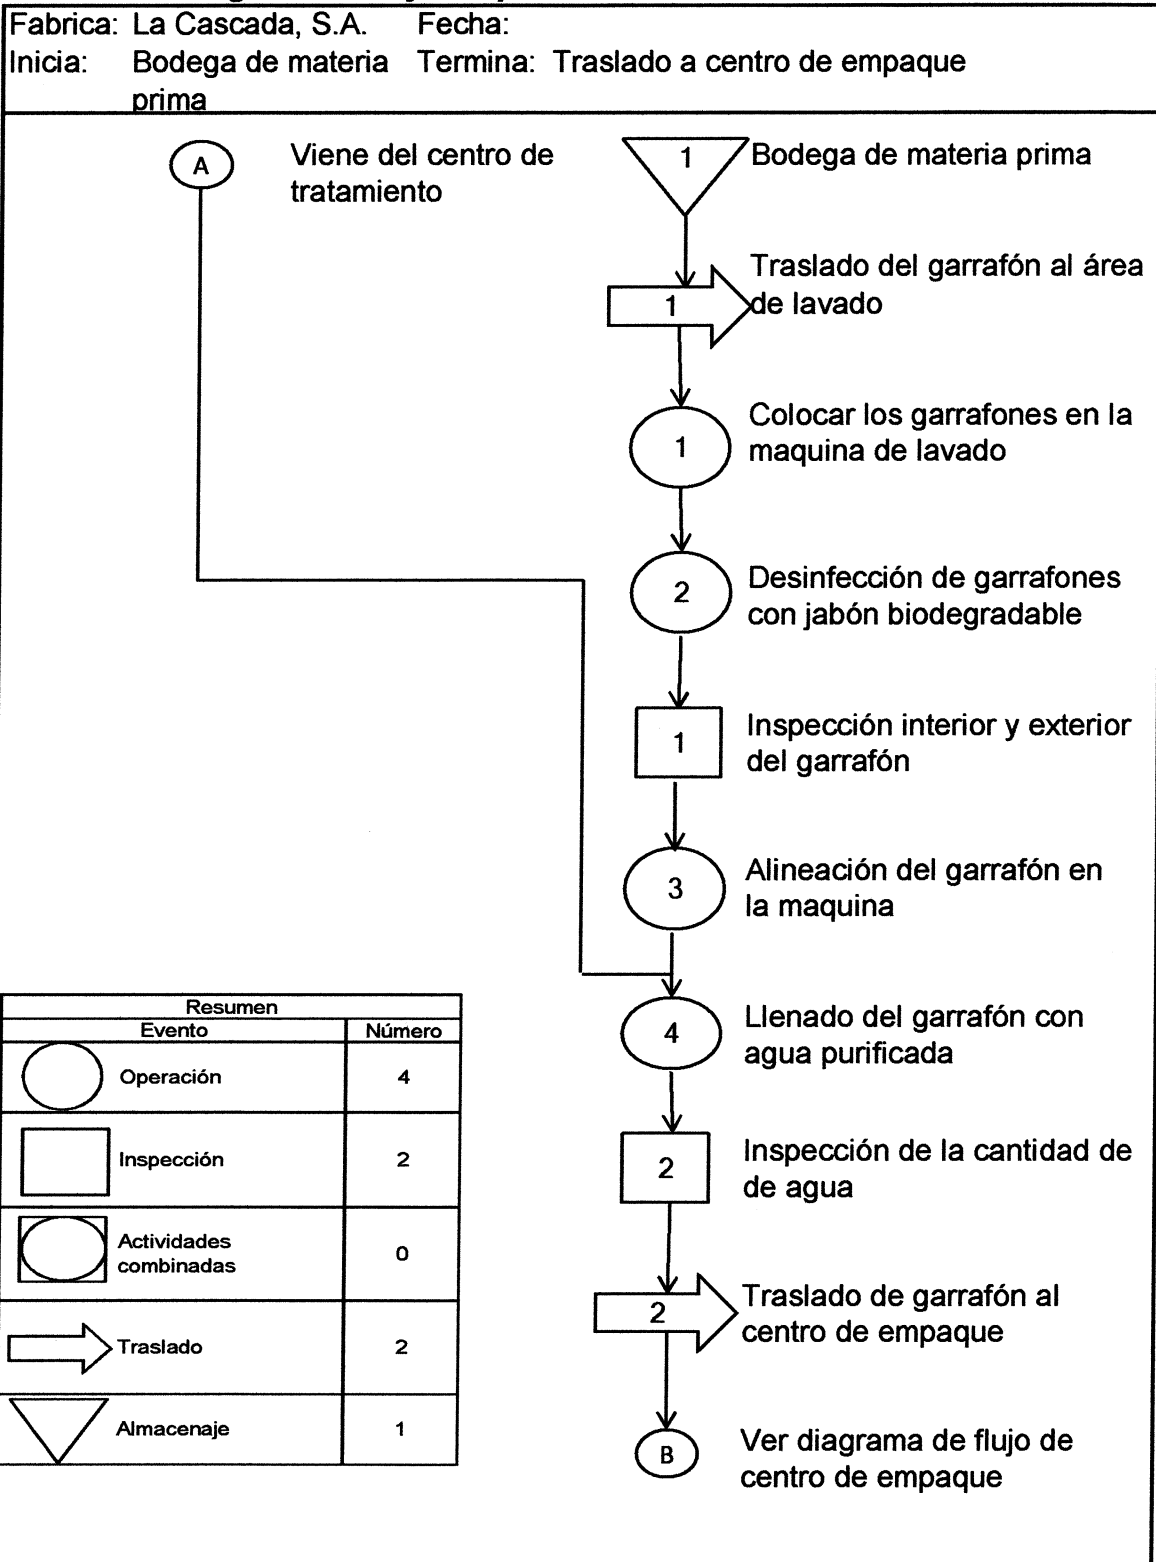 Fabrica: La Cascada, S.A. Fecha:
Inicia: Bodega de materia prima Termina: Traslado a centro de empaque
A
Viene del centro de
tratamiento
1
Bodega de materia prima
1
Traslado del garrafón al área
de lavado
1
Colocar los garrafones en la
maquina de lavado
2
Desinfección de garrafones
con jabón biodegradable
1
Inspección interior y exterior
del garrafón
3
Alineación del garrafón en
la maquina
4
Llenado del garrafón con
agua purificada
2
Inspección de la cantidad de
de agua
2
Traslado de garrafón al
centro de empaque
B
Ver diagrama de flujo de
centro de empaque
Resumen
Evento Número
Operación 4
Inspección 2
Actividades
combinadas 0
Traslado 2
Almacenaje 1